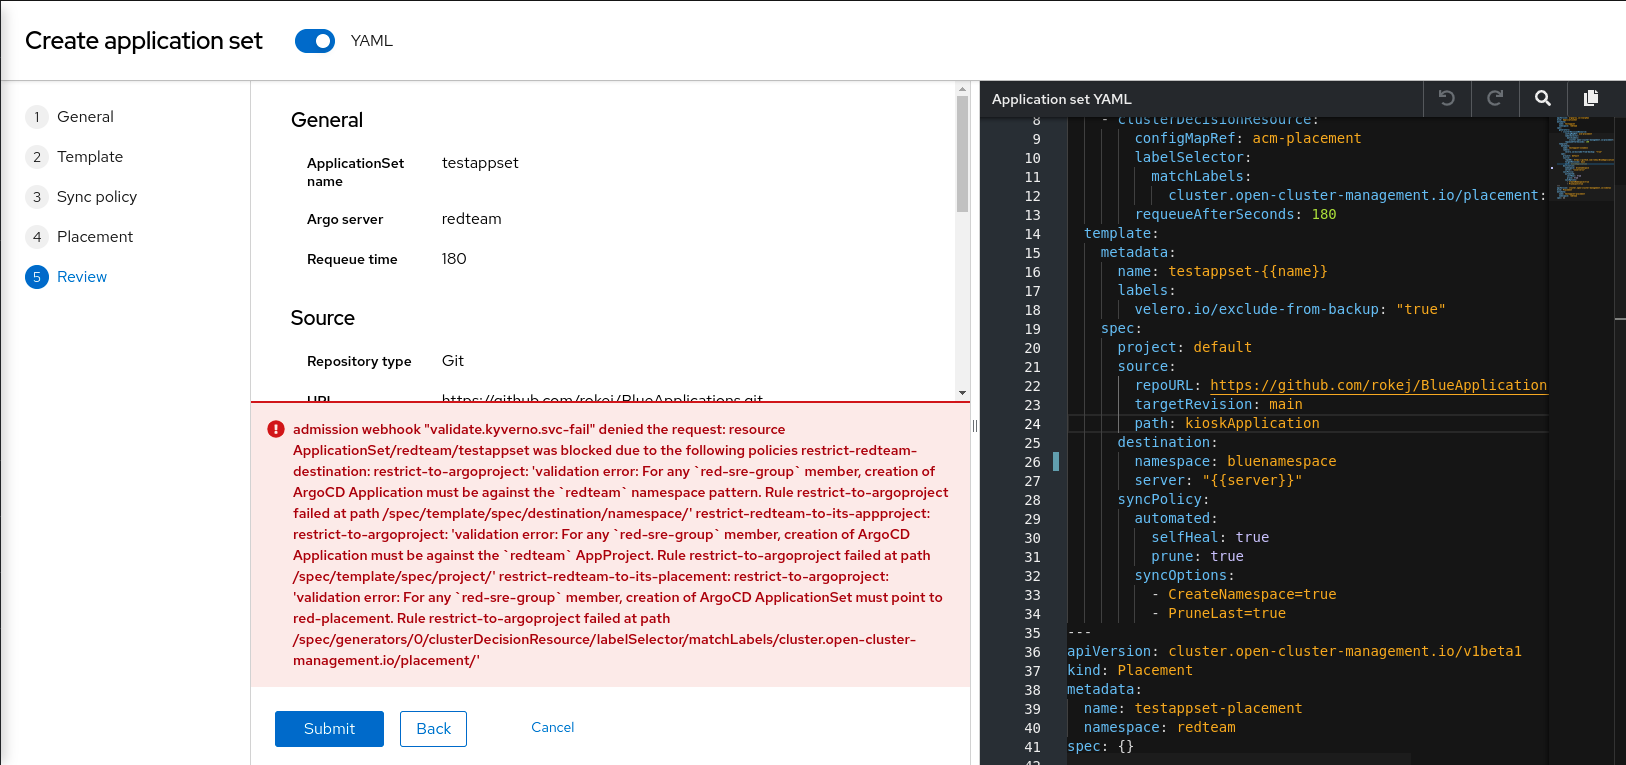 Create application set
YAML
1 General
2 Template
3 Sync policy
4 Placement
5 Review
General
ApplicationSet name testappset
Argo server redteam
Requeue time 180
Source
Repository type Git
URL https://github.com/rokej/BlueApplications.git
admission webhook "validate.kyverno.svc-fail" denied the request: resource
ApplicationSet/redteam/testappset was blocked due to the following policies restrict-redteam-
destination: restrict-to-argoproject: 'validation error: For any `red-sre-group` member, creation of
ArgoCD Application must be against the `redteam` namespace pattern. Rule restrict-to-argoproject
failed at path /spec/template/spec/destination/namespace/' restrict-redteam-to-its-appproject:
restrict-to-argoproject: 'validation error: For any `red-sre-group` member, creation of ArgoCD
Application must be against the `redteam` AppProject. Rule restrict-to-argoproject failed at path
/spec/template/spec/project/' restrict-redteam-to-its-placement: restrict-to-argoproject:
'validation error: For any `red-sre-group` member, creation of ArgoCD ApplicationSet must point to
red-placement. Rule restrict-to-argoproject failed at path
/spec/generators/0/clusterDecisionResource/labelSelector/matchLabels/cluster.open-cluster-
management.io/placement/'
Submit
Back
Cancel
Application set YAML
8 - clusterDecisionResource:
9 configMapRef: acm-placement
10 labelSelector:
11 matchLabels:
12 cluster.open-cluster-management.io/placement:
13 requeueAfterSeconds: 180
14 template:
15 metadata:
16 name: testappset-{{name}}
17 labels:
18 velero.io/exclude-from-backup: "true"
19 spec:
20 project: default
21 source:
22 repoURL: https://github.com/rokej/BlueApplication
23 targetRevision: main
24 path: kioskApplication
25 destination:
26 namespace: bluenamespace
27 server: "{{server}}"
28 syncPolicy:
29 automated:
30 selfHeal: true
31 prune: true
32 syncOptions:
33 - CreateNamespace=true
34 - PruneLast=true
35 ---
36 apiVersion: cluster.open-cluster-management.io/v1beta1
37 kind: Placement
38 metadata:
39 name: testappset-placement
40 namespace: redteam
41 spec: {}
42